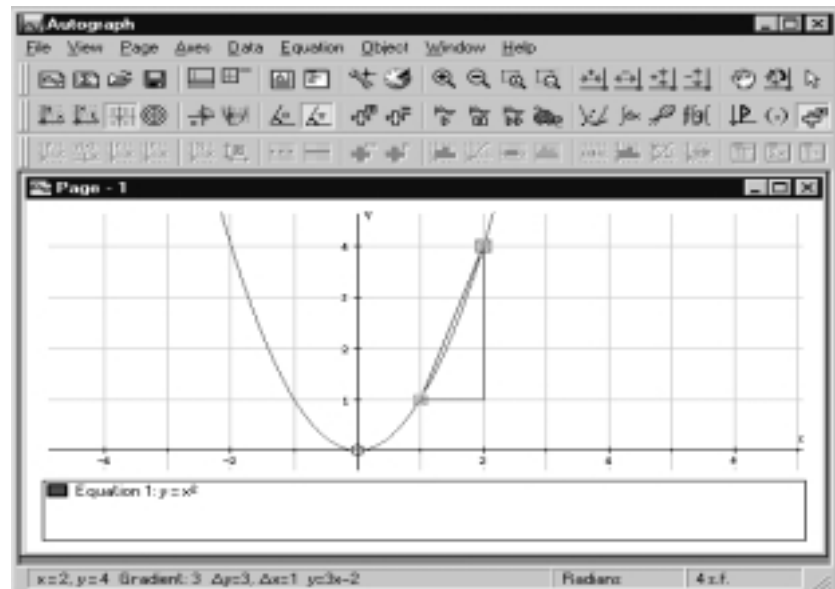 Autograph
File View Page Axes Data Equation Object Window Help
Page - 1
y
4
3
2
1
x
-4 -2 2 4
Equation 1: y = x²
x=2, y=4 Gradient: 3 Δy=3, Δx=1 y=3x-2 Radians 4 s.f.